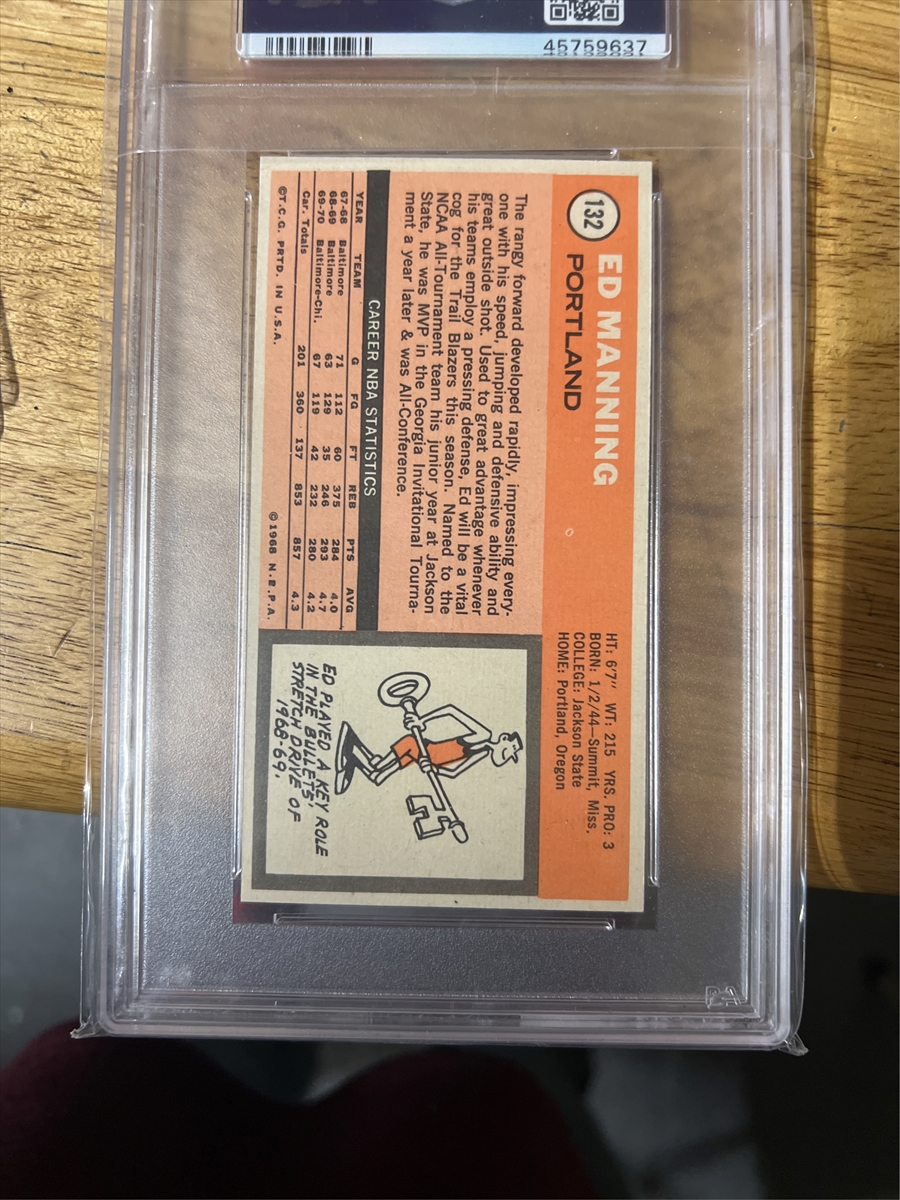 45759637
132
ED MANNING
PORTLAND
HT: 6'7" WT: 215 YRS. PRO: 3
BORN: 1/2/44—Summit, Miss.
COLLEGE: Jackson State
HOME: Portland, Oregon
The rangy forward developed rapidly, impressing every-
one with his speed, jumping and defensive ability and
great outside shot. Used to great advantage whenever
his teams employ a pressing defense, Ed will be a vital
cog for the Trail Blazers this season. Named to the
NCAA All-Tournament team his junior year at Jackson
State, he was MVP in the Georgia Invitational Tourna-
ment a year later & was All-Conference.
CAREER NBA STATISTICS
YEAR TEAM G FG FT REB PTS AVG
67-68 Baltimore 71 112 60 375 284 4.0
68-69 Baltimore 63 129 35 246 293 4.7
69-70 Baltimore-Chi. 67 119 42 232 280 4.2
Car. Totals 201 360 137 853 857 4.3
©T.C.G. PRTD. IN U.S.A. ©1968 N.B.P.A.
ED PLAYED A KEY ROLE
IN THE BULLETS'
STRETCH DRIVE OF
1968-69.